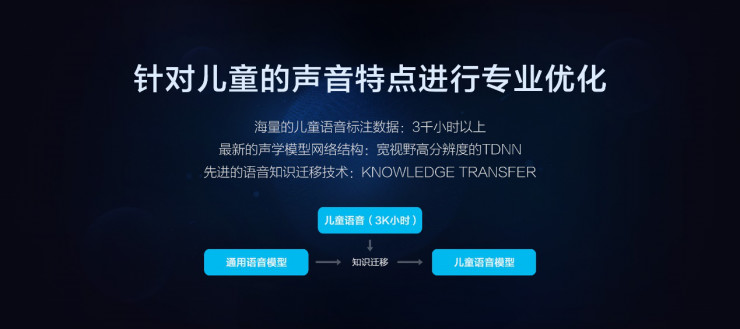 针对儿童的声音特点进行专业优化
海量的儿童语音标注数据：3千小时以上
最新的声学模型网络结构：宽视野高分辨度的TDNN
先进的语音知识迁移技术：KNOWLEDGE TRANSFER
儿童语音（3K小时）
通用语音模型 知识迁移 儿童语音模型